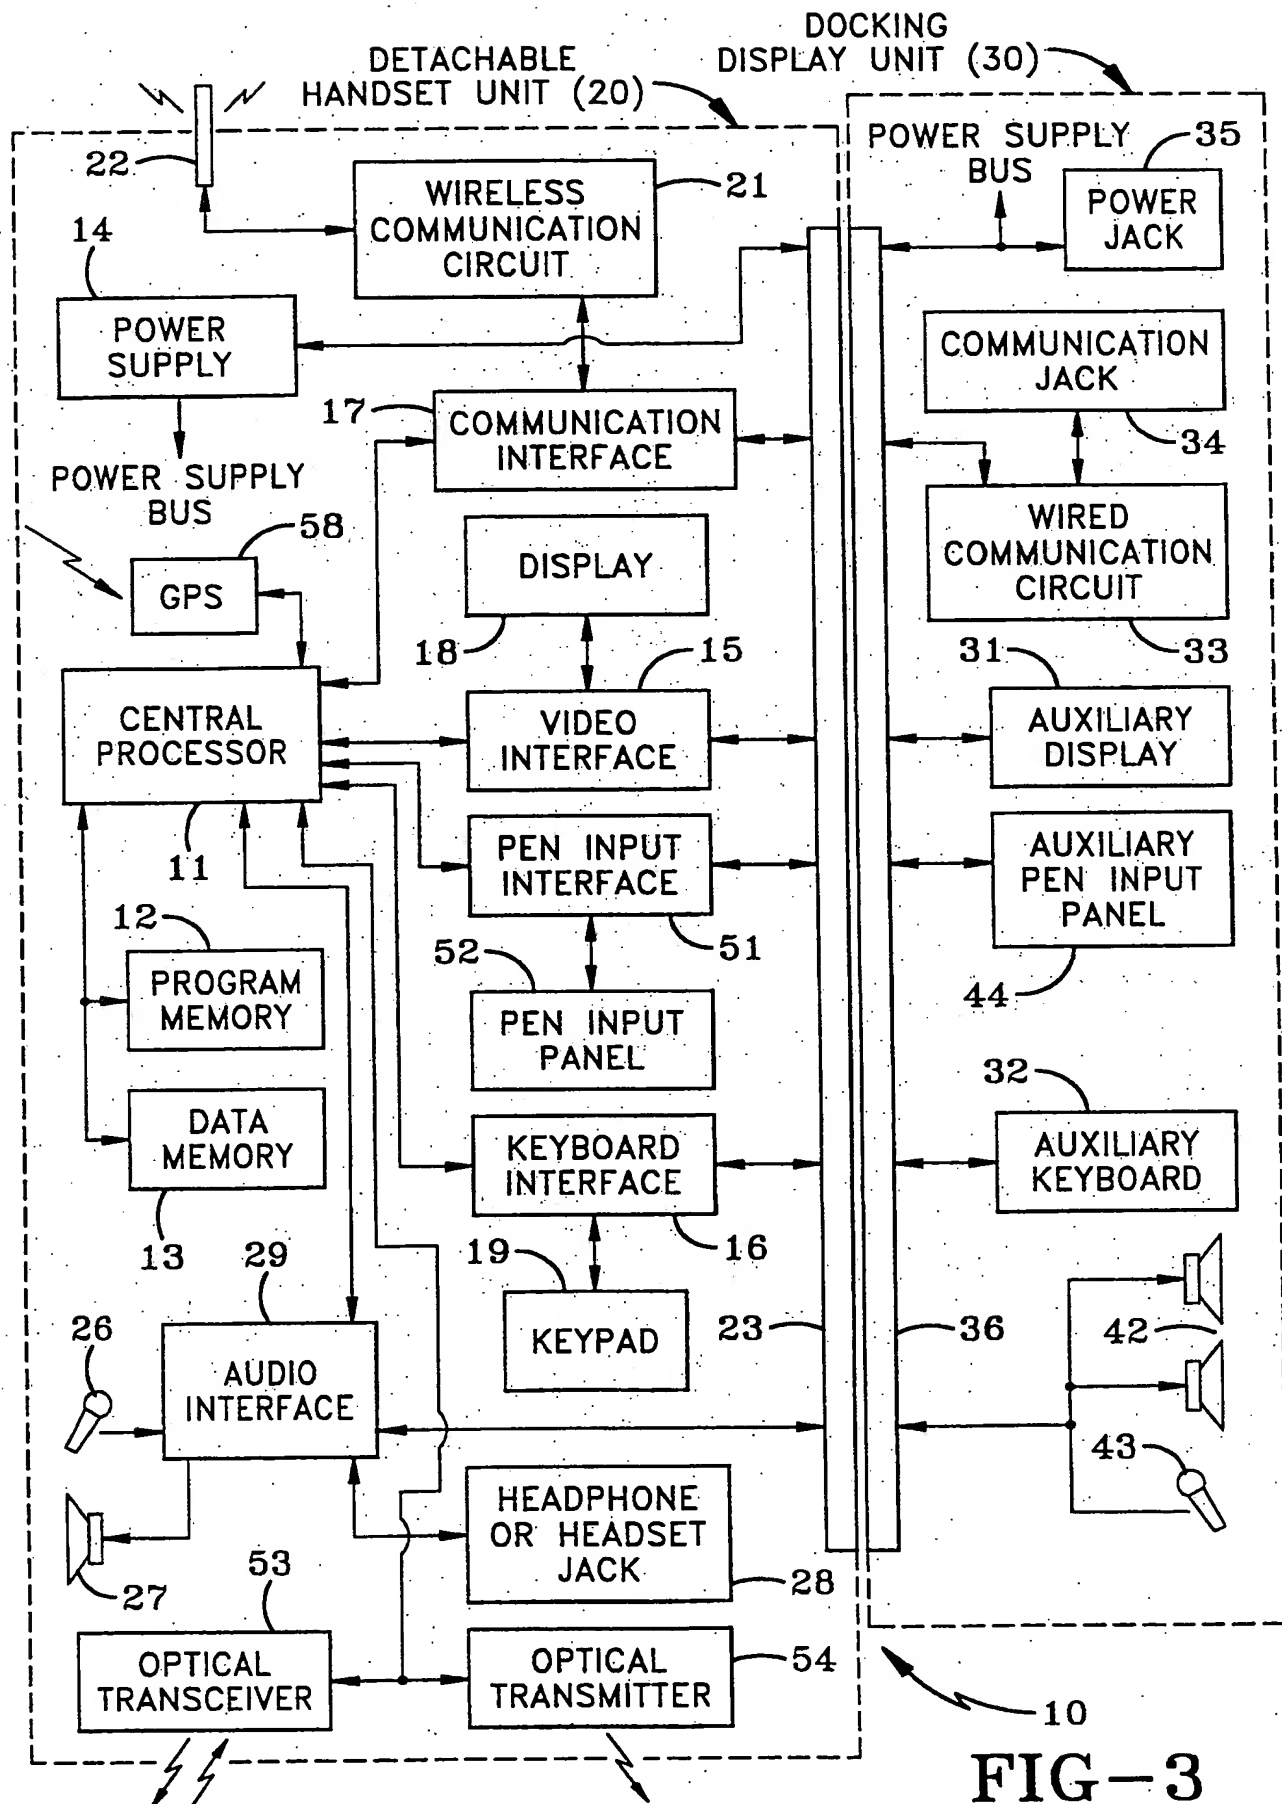 DOCKING
DISPLAY UNIT (30)
DETACHABLE
HANDSET UNIT (20)
POWER SUPPLY
BUS
35
POWER
JACK
22
WIRELESS
COMMUNICATION
CIRCUIT
21
14
POWER
SUPPLY
COMMUNICATION
JACK
34
17
COMMUNICATION
INTERFACE
POWER SUPPLY
BUS
58
GPS
DISPLAY
18
WIRED
COMMUNICATION
CIRCUIT
33
15
31
CENTRAL
PROCESSOR
11
VIDEO
INTERFACE
AUXILIARY
DISPLAY
PEN INPUT
INTERFACE
51
AUXILIARY
PEN INPUT
PANEL
44
12
PROGRAM
MEMORY
52
PEN INPUT
PANEL
DATA
MEMORY
13
KEYBOARD
INTERFACE
16
32
AUXILIARY
KEYBOARD
29
19
KEYPAD
23
36
42
26
AUDIO
INTERFACE
43
27
HEADPHONE
OR HEADSET
JACK
28
53
OPTICAL
TRANSCEIVER
OPTICAL
TRANSMITTER
54
10
FIG-3